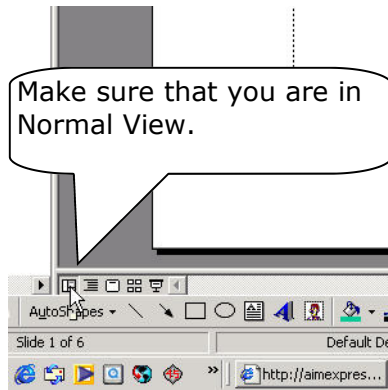 Make sure that you are in
Normal View.
AutoShapes
Slide 1 of 6
Default De
»
http://aimexpres...